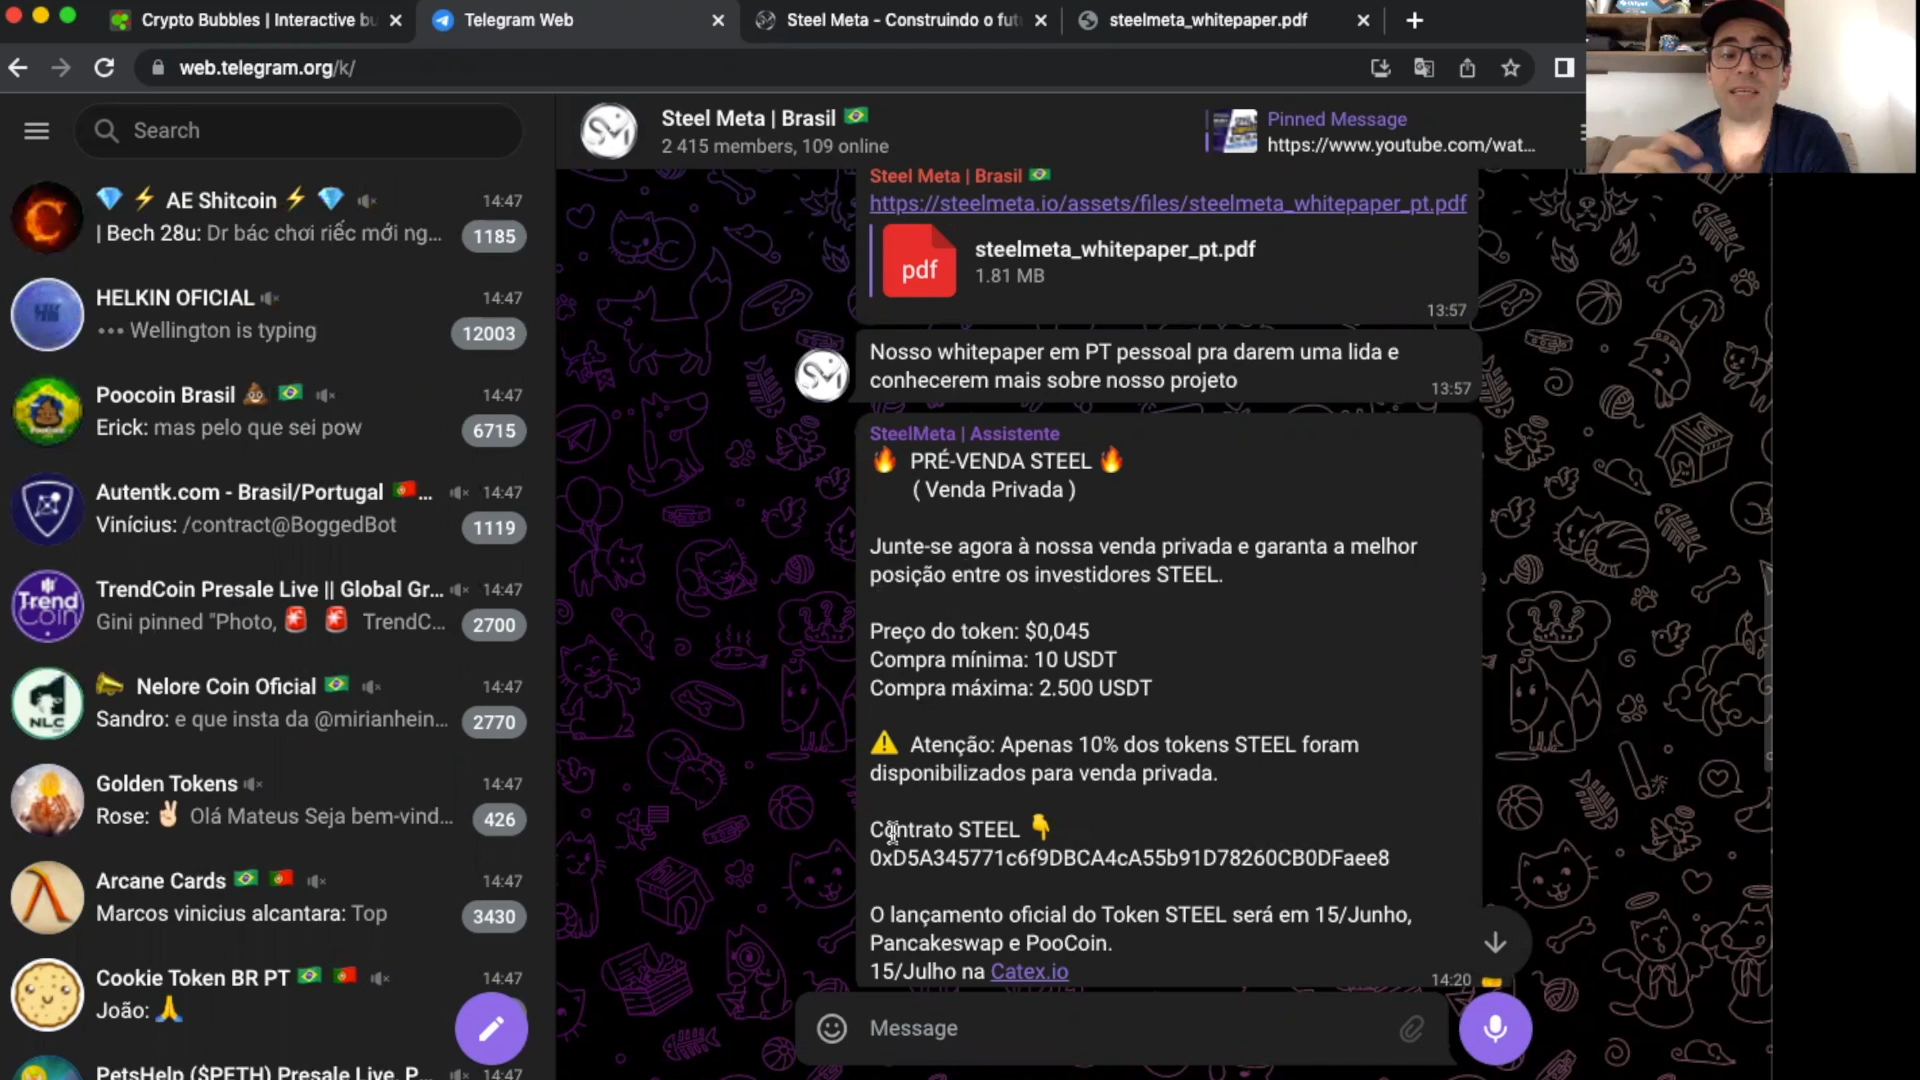 Crypto Bubbles | Interactive bu
Telegram Web
Steel Meta - Construindo o fut
steelmeta_whitepaper.pdf
web.telegram.org/k/
Search
AE Shitcoin
14:47
| Bech 28u: Dr bác chơi riếc mới ng...
1185
HELKIN OFICIAL
14:47
Wellington is typing
12003
Poocoin Brasil
14:47
Erick: mas pelo que sei pow
6715
Autentk.com - Brasil/Portugal ...
14:47
Vinícius: /contract@BoggedBot
1119
Trend
Coin
TrendCoin Presale Live || Global Gr...
14:47
Gini pinned "Photo, TrendC...
2700
NLC
Nelore Coin Oficial
14:47
Sandro: e que insta da @mirianhein...
2770
Golden Tokens
14:47
Rose: Olá Mateus Seja bem-vind...
426
Arcane Cards
14:47
Marcos vinicius alcantara: Top
3430
Cookie Token BR PT
14:47
João:
PetsHelp ($PETH) Presale Live, P...
14:47
SM
Steel Meta | Brasil
2 415 members, 109 online
Pinned Message
https://www.youtube.com/wat...
Steel Meta | Brasil
https://steelmeta.io/assets/files/steelmeta_whitepaper_pt.pdf
pdf
steelmeta_whitepaper_pt.pdf
1.81 MB
13:57
SM
Nosso whitepaper em PT pessoal pra darem uma lida e
conhecerem mais sobre nosso projeto
13:57
SteelMeta | Assistente
PRÉ-VENDA STEEL
( Venda Privada )
Junte-se agora à nossa venda privada e garanta a melhor
posição entre os investidores STEEL.
Preço do token: $0,045
Compra mínima: 10 USDT
Compra máxima: 2.500 USDT
Atenção: Apenas 10% dos tokens STEEL foram
disponibilizados para venda privada.
Contrato STEEL
0xD5A345771c6f9DBCA4cA55b91D78260CB0DFaee8
O lançamento oficial do Token STEEL será em 15/Junho,
Pancakeswap e PooCoin.
15/Julho na Catex.io
14:20
Message